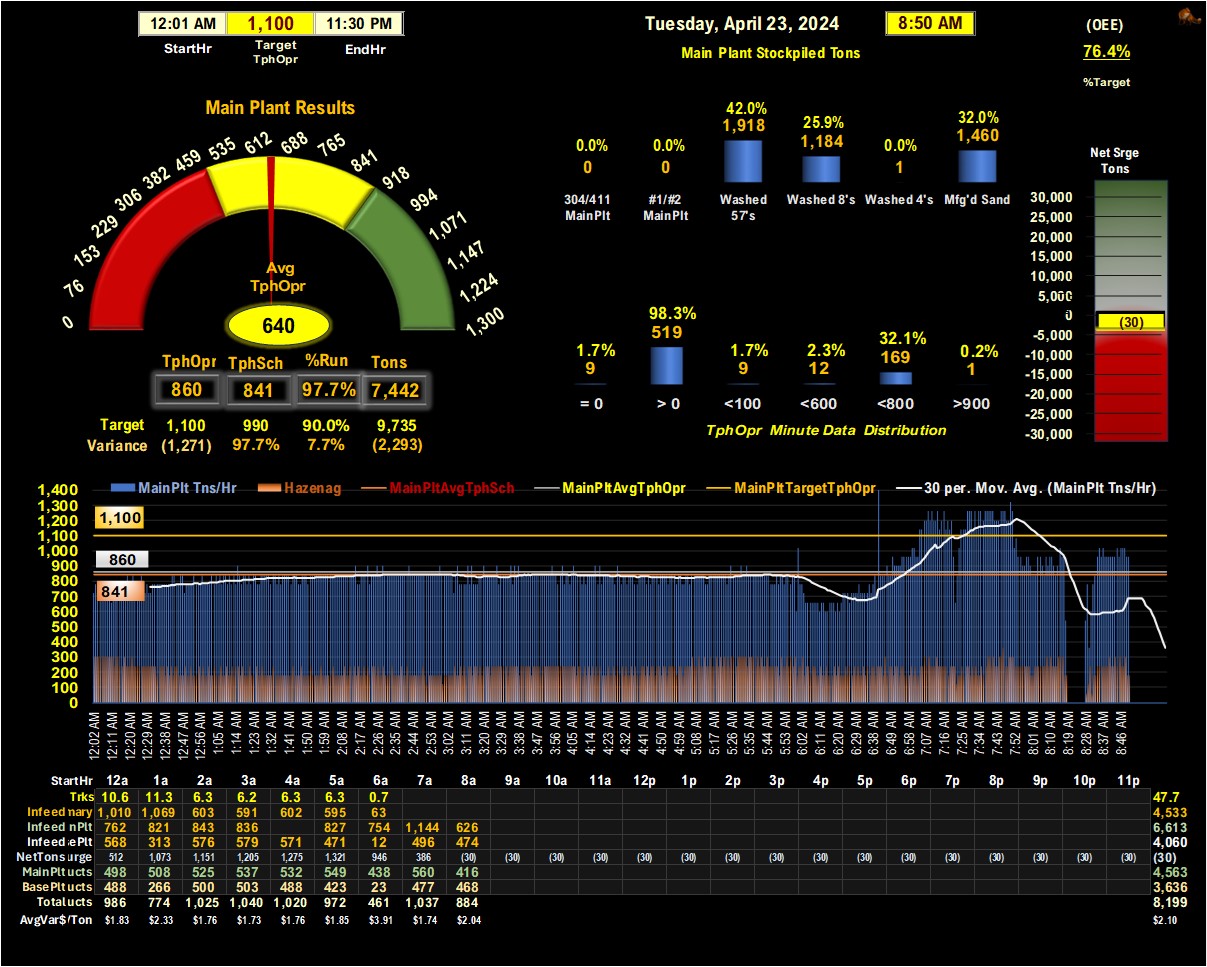 12:01 AM 1,100 11:30 PM
StartHr Target TphOpr EndHr
Tuesday, April 23, 2024 8:50 AM
Main Plant Stockpiled Tons
(OEE)
76.4%
%Target
Main Plant Results
0 76 153 229 306 382 459 535 612 688 765 841 918 994 1,071 1,147 1,224 1,300
Avg
TphOpr
640
TphOpr TphSch %Run Tons
860 841 97.7% 7,442
Target 1,100 990 90.0% 9,735
Variance (1,271) 97.7% 7.7% (2,293)
0.0% 0.0% 42.0% 25.9% 0.0% 32.0%
0 0 1,918 1,184 1 1,460
304/411 #1/#2 Washed Washed 8's Washed 4's Mfg'd Sand
MainPlt MainPlt 57's
1.7% 98.3% 1.7% 2.3% 32.1% 0.2%
9 519 9 12 169 1
= 0 > 0 <100 <600 <800 >900
TphOpr Minute Data Distribution
Net Srge
Tons
30,000
25,000
20,000
15,000
10,000
5,000
0
(30)
-5,000
-10,000
-15,000
-20,000
-25,000
-30,000
MainPlt Tns/Hr Hazenag MainPltAvgTphSch MainPltAvgTphOpr MainPltTargetTphOpr 30 per. Mov. Avg. (MainPlt Tns/Hr)
1,400
1,300
1,200
1,100
1,000
900
800
700
600
500
400
300
200
100
0
1,100
860
841
12:02 AM 12:11 AM 12:20 AM 12:29 AM 12:38 AM 12:47 AM 12:56 AM 1:05 AM 1:14 AM 1:23 AM 1:32 AM 1:41 AM 1:50 AM 1:59 AM 2:08 AM 2:17 AM 2:26 AM 2:35 AM 2:44 AM 2:53 AM 3:02 AM 3:11 AM 3:20 AM 3:29 AM 3:38 AM 3:47 AM 3:56 AM 4:05 AM 4:14 AM 4:23 AM 4:32 AM 4:41 AM 4:50 AM 4:59 AM 5:08 AM 5:17 AM 5:26 AM 5:35 AM 5:44 AM 5:53 AM 6:02 AM 6:11 AM 6:20 AM 6:29 AM 6:38 AM 6:49 AM 6:58 AM 7:07 AM 7:16 AM 7:25 AM 7:34 AM 7:43 AM 7:52 AM 8:01 AM 8:10 AM 8:19 AM 8:28 AM 8:37 AM 8:46 AM
StartHr 12a 1a 2a 3a 4a 5a 6a 7a 8a 9a 10a 11a 12p 1p 2p 3p 4p 5p 6p 7p 8p 9p 10p 11p
Trks 10.6 11.3 6.3 6.2 6.3 6.3 0.7 47.7
Infeed mary 1,010 1,069 603 591 602 595 63 4,533
Infeed nPlt 762 821 843 836 827 754 1,144 626 6,613
Infeed ePlt 568 313 576 579 571 471 12 496 474 4,060
NetTons urge 512 1,073 1,151 1,205 1,275 1,321 946 386 (30) (30) (30) (30) (30) (30) (30) (30) (30) (30) (30) (30) (30) (30) (30) (30) (30)
MainPlt ucts 498 508 525 537 532 549 438 560 416 4,563
BasePlt ucts 488 266 500 503 488 423 23 477 468 3,636
Total ucts 986 774 1,025 1,040 1,020 972 461 1,037 884 8,199
AvgVar$/Ton $1.83 $2.33 $1.76 $1.73 $1.76 $1.85 $3.91 $1.74 $2.04 $2.10